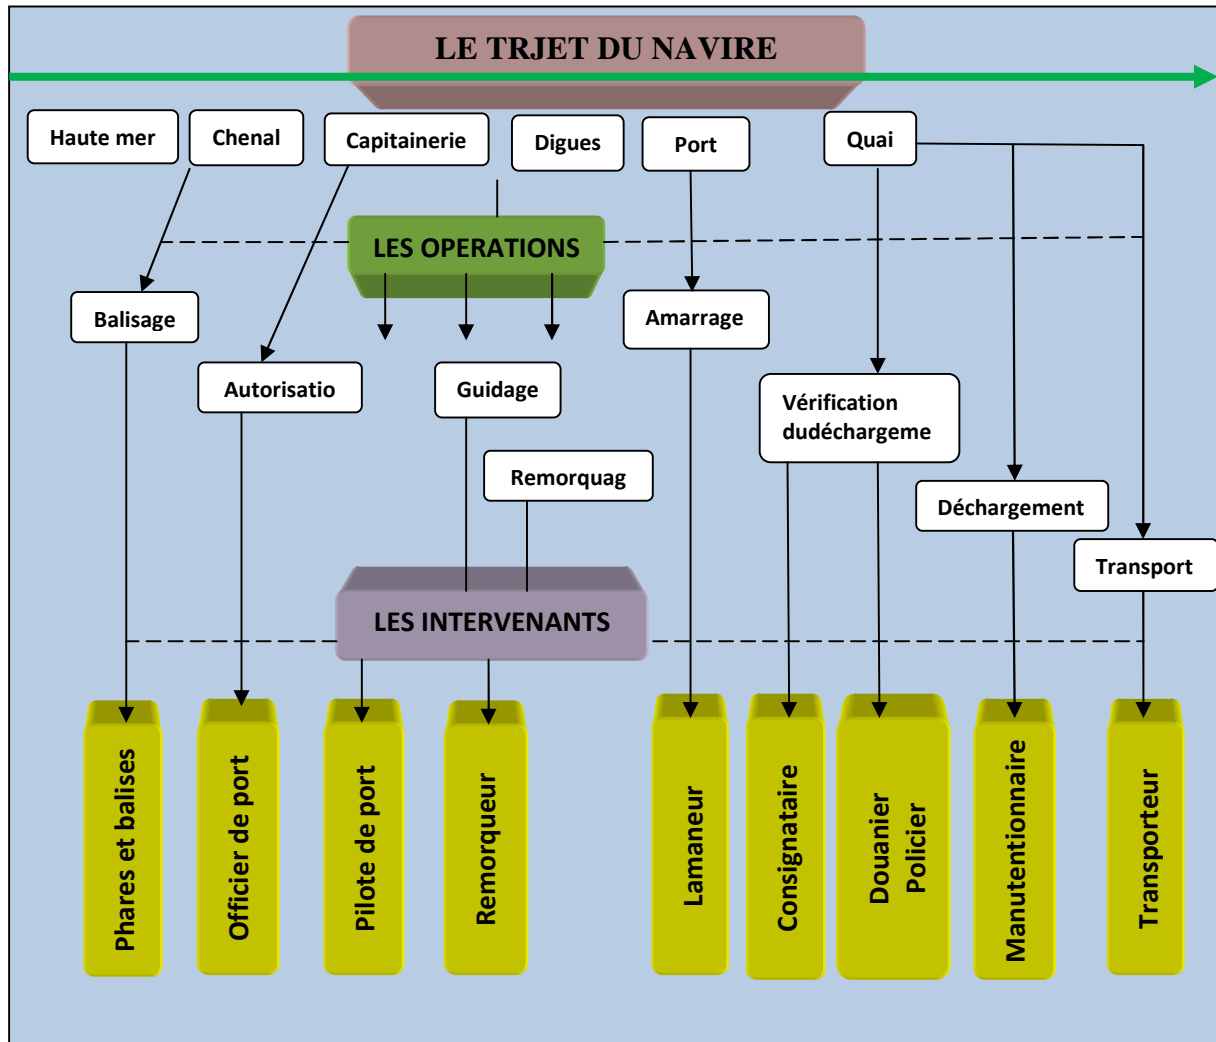 LE TRJET DU NAVIRE
Haute mer
Chenal
Capitainerie
Digues
Port
Quai
LES OPERATIONS
Balisage
Amarrage
Autorisatio
Guidage
Vérification
dudéchargeme
Remorquag
Déchargement
Transport
LES INTERVENANTS
Phares et balises
Officier de port
Pilote de port
Remorqueur
Lamaneur
Consignataire
Douanier
Policier
Manutentionnaire
Transporteur